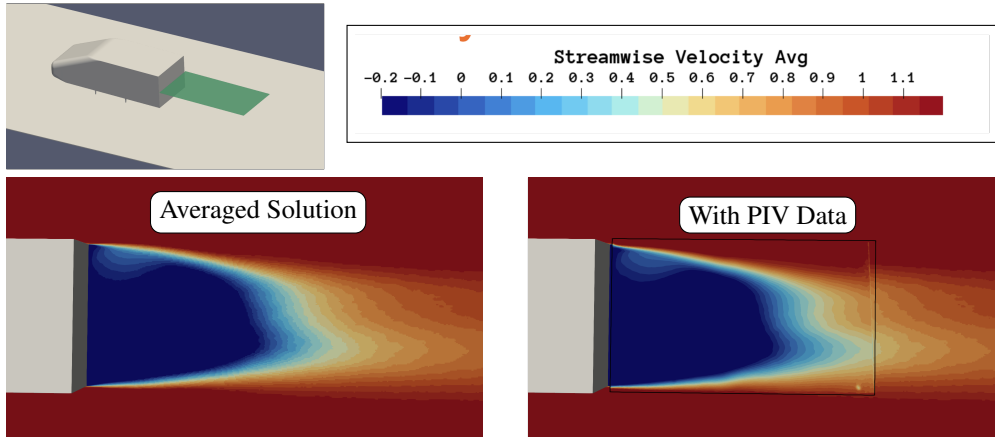 Streamwise Velocity Avg
-0.2 -0.1 0 0.1 0.2 0.3 0.4 0.5 0.6 0.7 0.8 0.9 1 1.1
Averaged Solution
With PIV Data